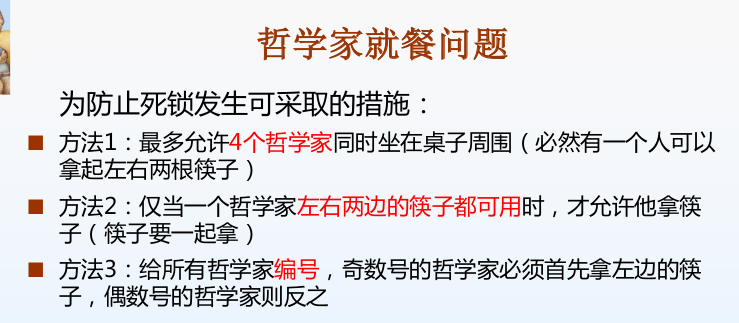 哲学家就餐问题
为防止死锁发生可采取的措施：
■ 方法1：最多允许4个哲学家同时坐在桌子周围（必然有一个人可以
拿起左右两根筷子）
■ 方法2：仅当一个哲学家左右两边的筷子都可用时，才允许他拿筷
子（筷子要一起拿）
■ 方法3：给所有哲学家编号，奇数号的哲学家必须首先拿左边的筷
子，偶数号的哲学家则反之